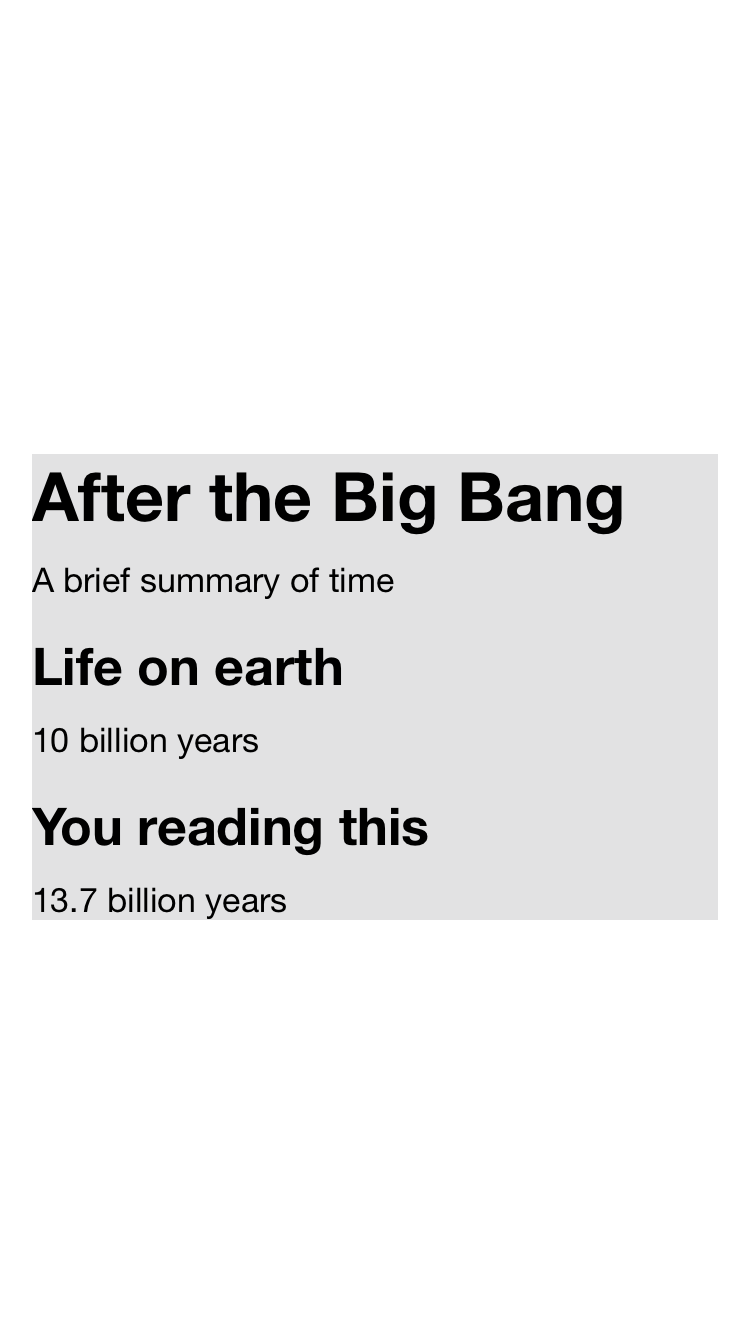 After the Big Bang
A brief summary of time
Life on earth
10 billion years
You reading this
13.7 billion years